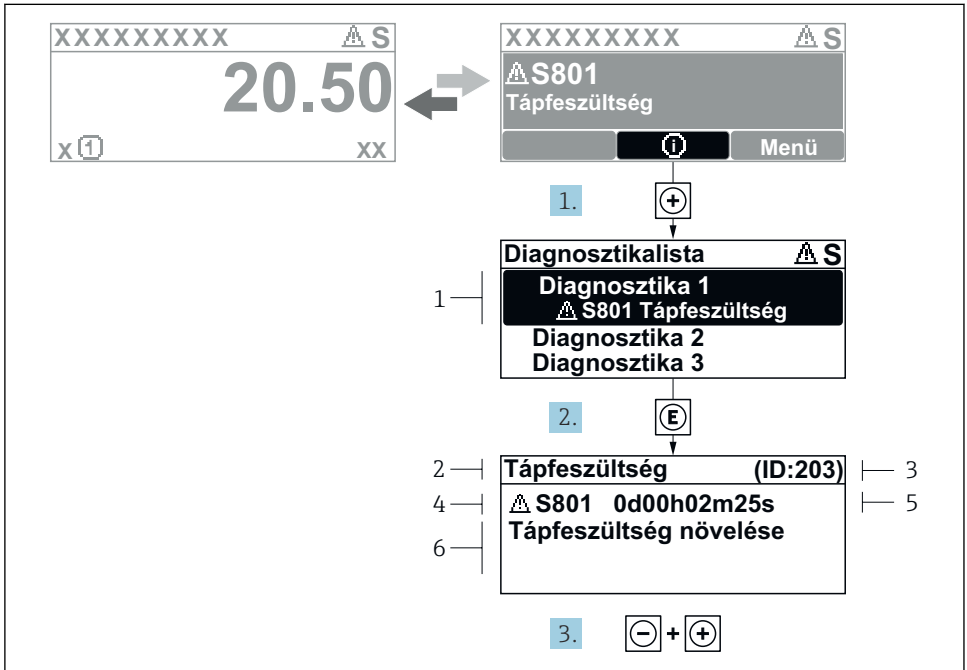 XXXXXXXXX ⚠ S
20.50
x ① xx
XXXXXXXXX ⚠ S
⚠ S801
Tápfeszültség
ⓘ Menü
1. +
Diagnosztikalista ⚠ S
1 Diagnosztika 1
⚠ S801 Tápfeszültség
Diagnosztika 2
Diagnosztika 3
2. E
2 Tápfeszültség (ID:203) 3
4 ⚠ S801 0d00h02m25s 5
6 Tápfeszültség növelése
3. − + +